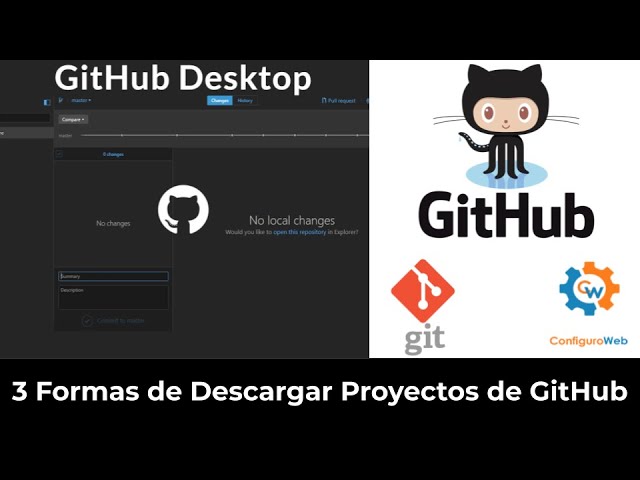 GitHub Desktop
master
Changes
History
Pull request
Compare
master
0 changes
No changes
No local changes
Would you like to open this repository in Explorer?
Summary
Description
Commit to master
GitHub
git
CW
ConfiguroWeb
3 Formas de Descargar Proyectos de GitHub